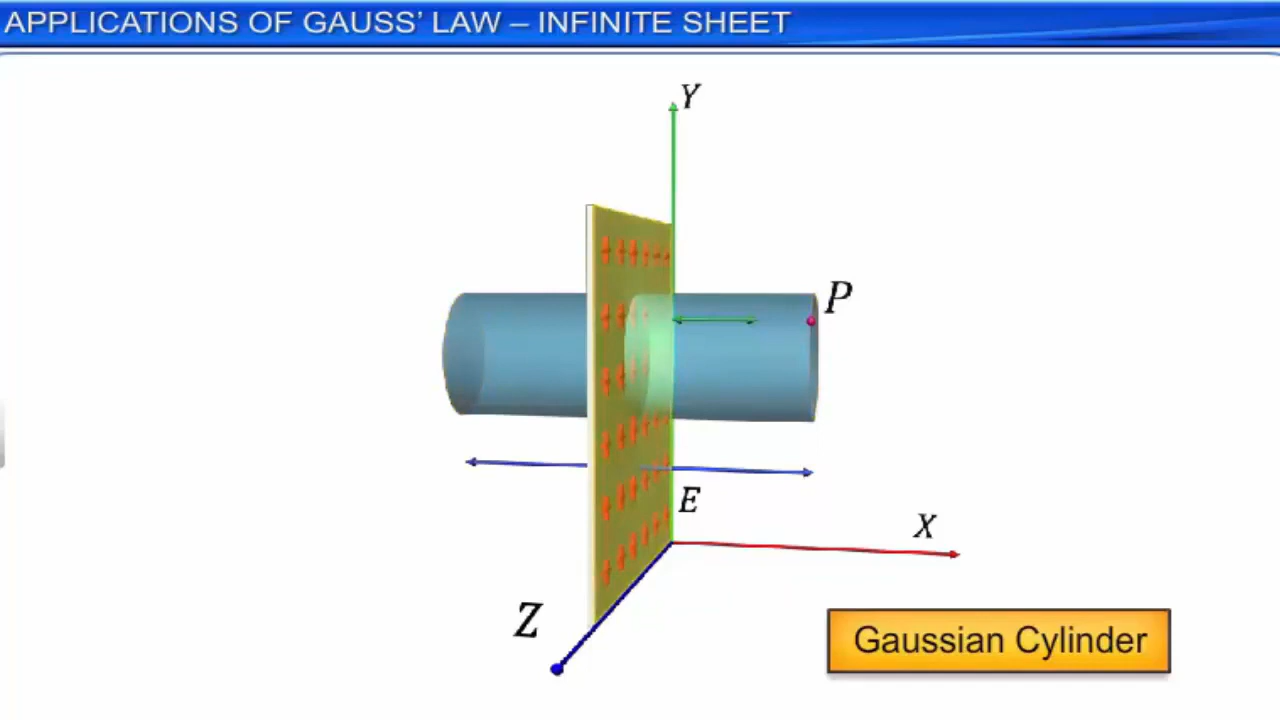 APPLICATIONS OF GAUSS’ LAW – INFINITE SHEET
Y
P
E
X
Z
Gaussian Cylinder